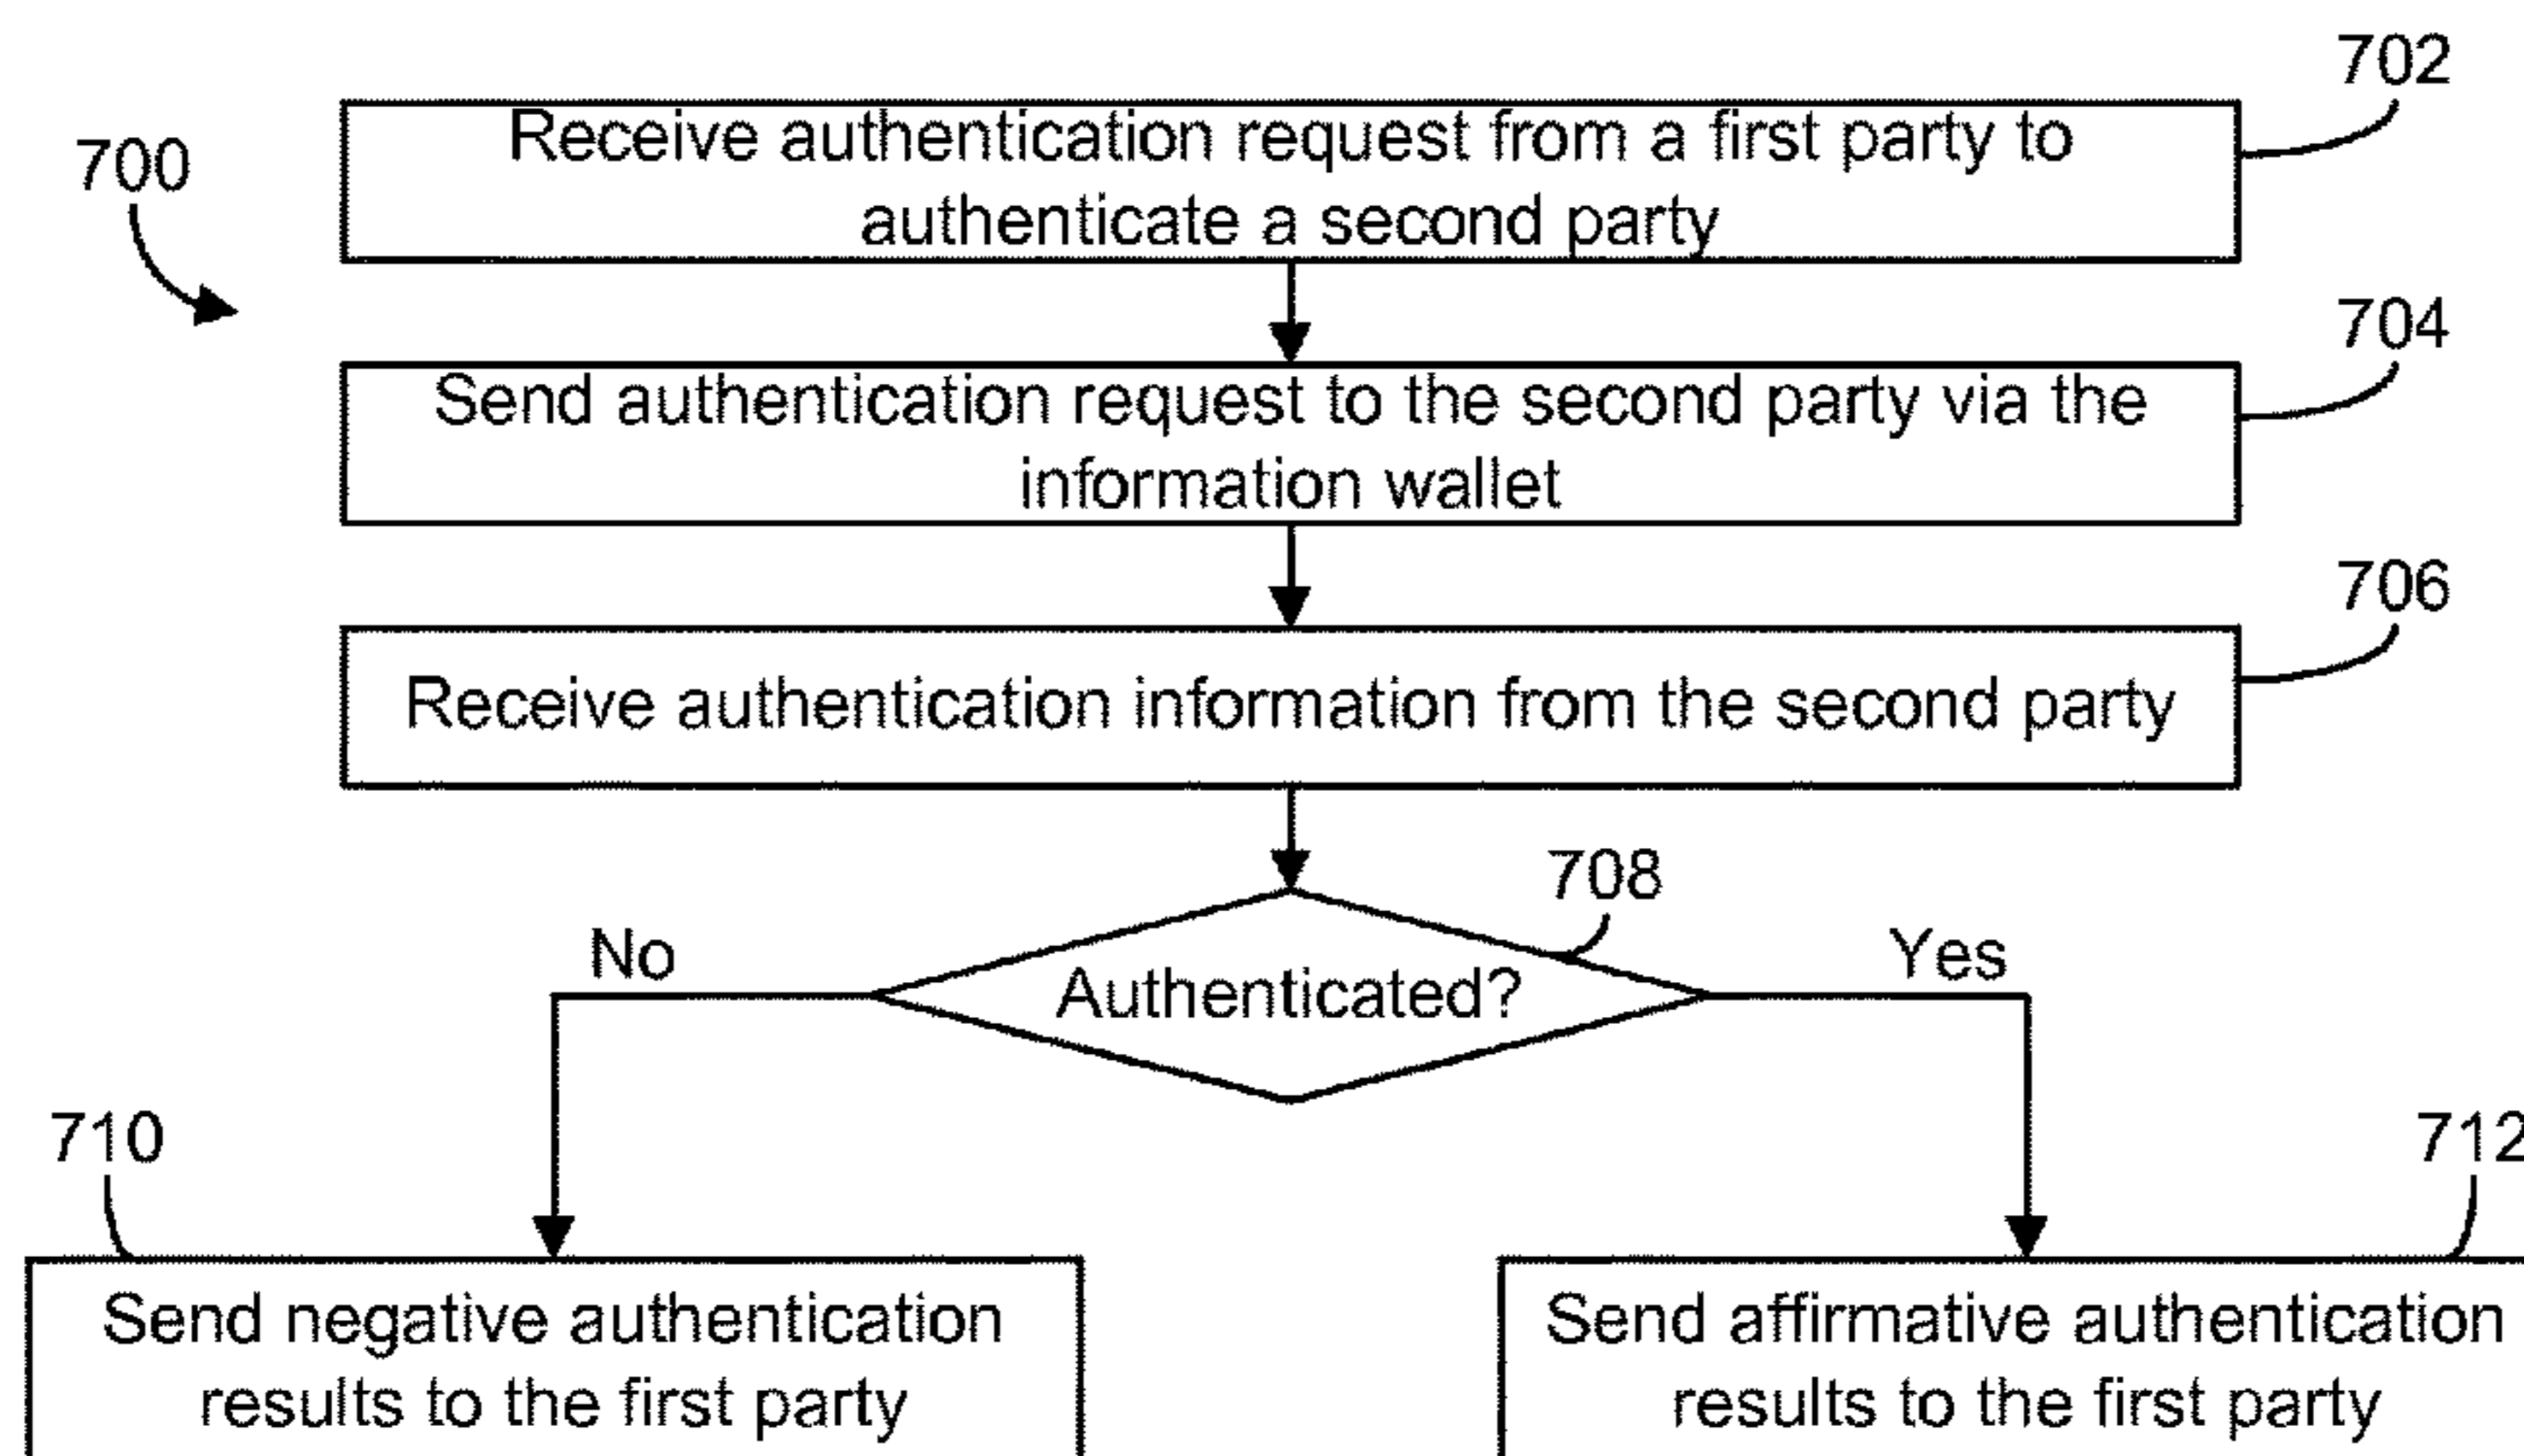 702
Receive authentication request from a first party to
authenticate a second party
700
704
Send authentication request to the second party via the
information wallet
706
Receive authentication information from the second party
708
No
Yes
Authenticated?
710
712
Send negative authentication
results to the first party
Send affirmative authentication
results to the first party